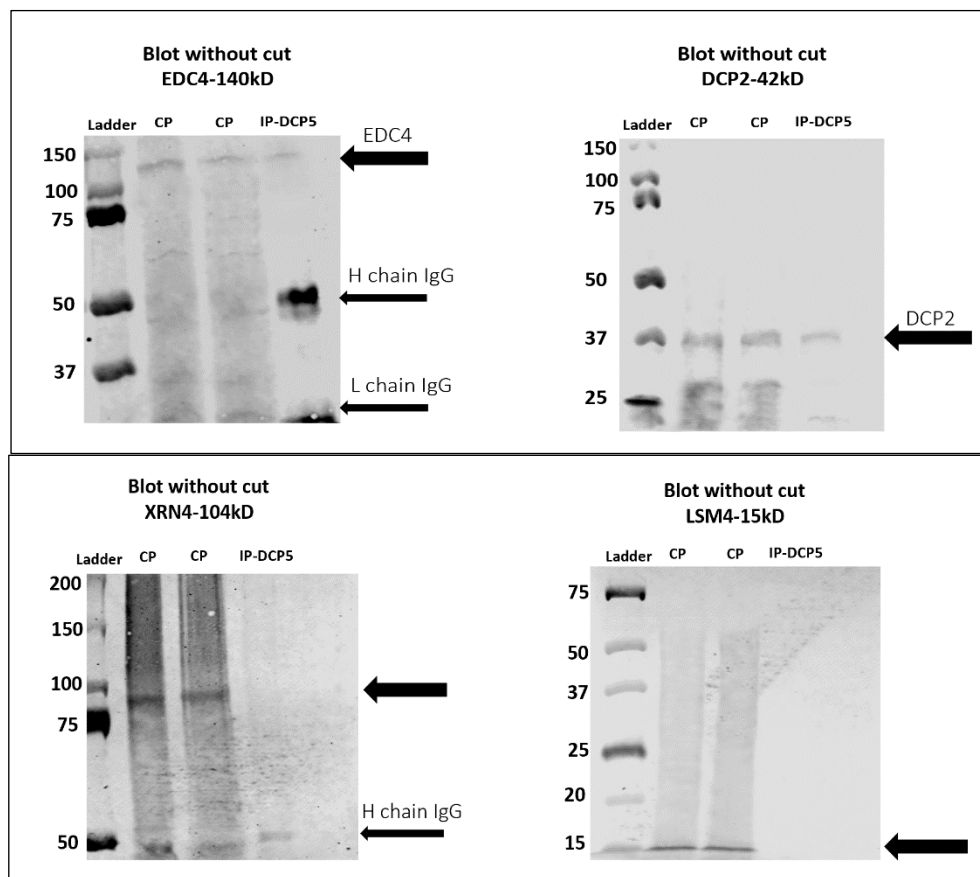 Blot without cut
EDC4-140kD
Ladder CP CP IP-DCP5
EDC4
150
100
75
H chain IgG
50
37
L chain IgG
Blot without cut
DCP2-42kD
Ladder CP CP IP-DCP5
150
100
75
50
DCP2
37
25
Blot without cut
XRN4-104kD
Ladder CP CP IP-DCP5
200
150
100
75
H chain IgG
50
Blot without cut
LSM4-15kD
Ladder CP CP IP-DCP5
75
50
37
25
20
15